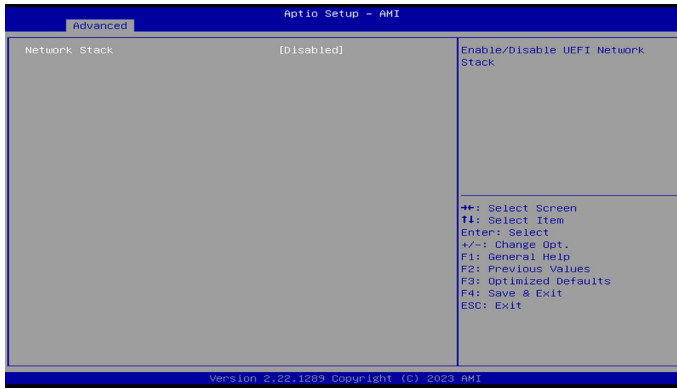 Aptio Setup - AMI
Advanced
Network Stack [Disabled]
Enable/Disable UEFI Network
Stack
→←: Select Screen
↑↓: Select Item
Enter: Select
+/-: Change Opt.
F1: General Help
F2: Previous Values
F3: Optimized Defaults
F4: Save & Exit
ESC: Exit
Version 2.22.1289 Copyright (C) 2023 AMI